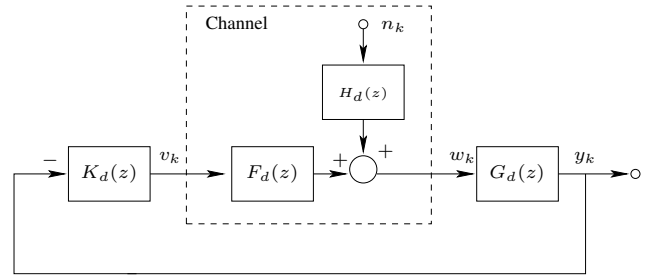 Channel
n_k
H_d(z)
−
K_d(z)
v_k
F_d(z)
+
+
w_k
G_d(z)
y_k